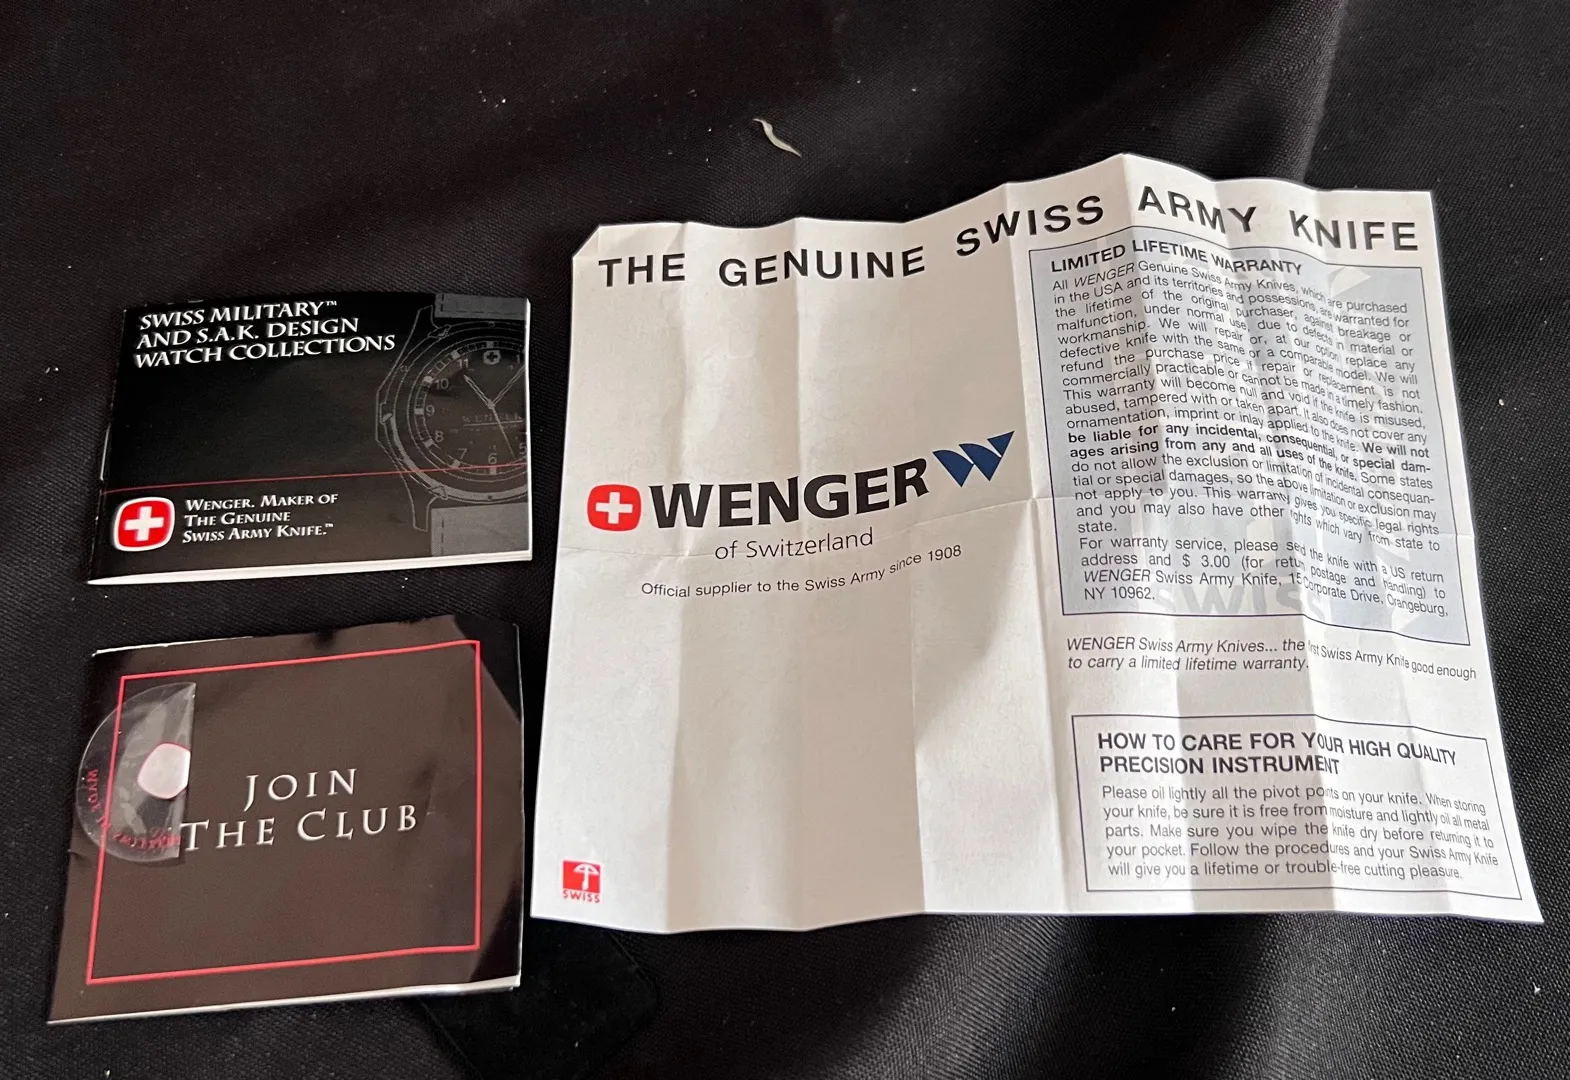 SWISS MILITARY™
AND S.A.K. DESIGN
WATCH COLLECTIONS
11
10
9
8
7
6
5
WENGER
WENGER. MAKER OF
THE GENUINE
SWISS ARMY KNIFE.™
JOIN
THE CLUB
THE GENUINE SWISS ARMY KNIFE
WENGER
of Switzerland
Official supplier to the Swiss Army since 1908
SWISS
LIMITED LIFETIME WARRANTY
All WENGER Genuine Swiss Army Knives, which are purchased
in the USA and its territories and possessions, are warranted for
the lifetime of the original purchaser, against breakage or
malfunction, under normal use, due to defects in material or
workmanship. We will repair or, at our option, replace any
defective knife with the same or a comparable model. We will
refund the purchase price if repair or replacement is not
commercially practicable or cannot be made in a timely fashion.
This warranty will become null and void if the knife is misused,
abused, tampered with or taken apart. It also does not cover any
ornamentation, imprint or inlay applied to the knife. We will not
be liable for any incidental, consequential, or special dam-
ages arising from any and all uses of the knife. Some states
do not allow the exclusion or limitation of incidental consequen-
tial or special damages, so the above limitation or exclusion may
not apply to you. This warranty gives you specific legal rights
and you may also have other rights which vary from state to
state.
For warranty service, please send the knife with a US return
address and $ 3.00 (for return postage and handling) to
WENGER Swiss Army Knife, 15 Corporate Drive, Orangeburg,
NY 10962.
WENGER Swiss Army Knives... the first Swiss Army Knife good enough
to carry a limited lifetime warranty.
HOW TO CARE FOR YOUR HIGH QUALITY
PRECISION INSTRUMENT
Please oil lightly all the pivot points on your knife. When storing
your knife, be sure it is free from moisture and lightly oil all metal
parts. Make sure you wipe the knife dry before returning it to
your pocket. Follow the procedures and your Swiss Army Knife
will give you a lifetime or trouble-free cutting pleasure.